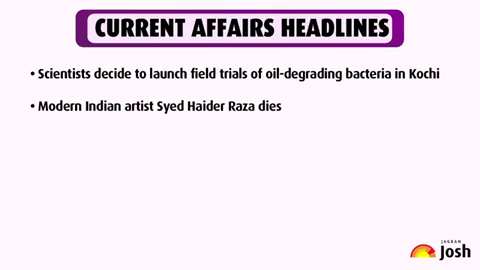 CURRENT AFFAIRS HEADLINES
• Scientists decide to launch field trials of oil-degrading bacteria in Kochi
• Modern Indian artist Syed Haider Raza dies
JAGRAN
Josh